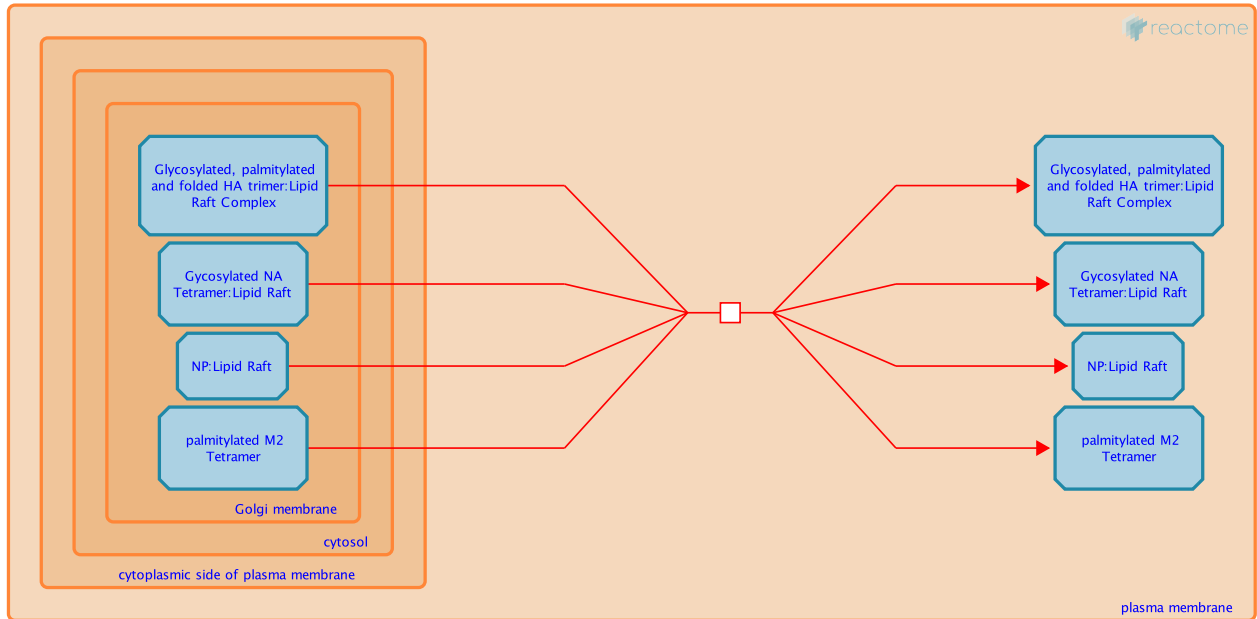 reactome
Glycosylated, palmitylated
and folded HA trimer:Lipid
Raft Complex
Glycosylated, palmitylated
and folded HA trimer:Lipid
Raft Complex
Gycosylated NA
Tetramer:Lipid Raft
Gycosylated NA
Tetramer:Lipid Raft
NP:Lipid Raft
NP:Lipid Raft
palmitylated M2
Tetramer
palmitylated M2
Tetramer
Golgi membrane
cytosol
cytoplasmic side of plasma membrane
plasma membrane